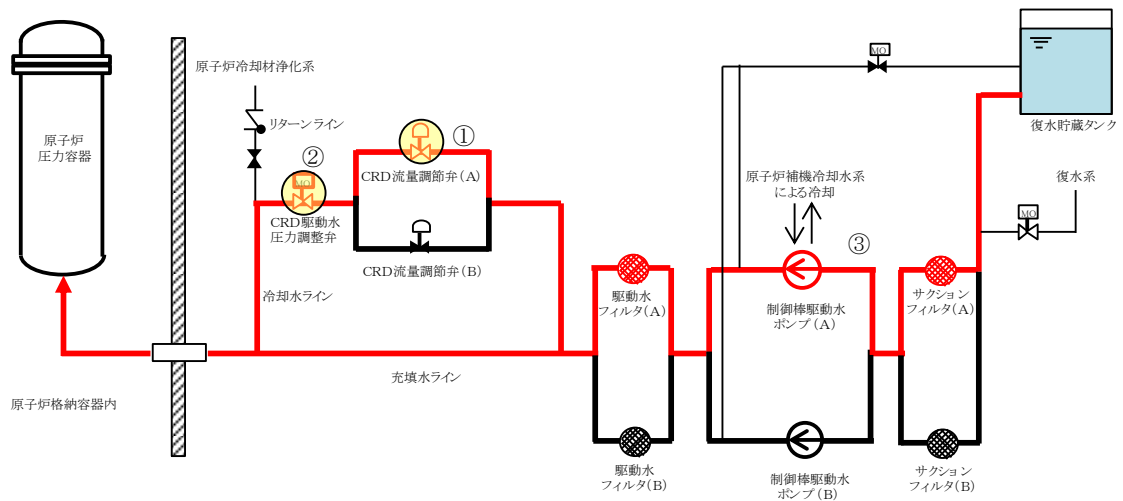 原子炉
圧力容器
原子炉冷却材浄化系
リターンライン
①
CRD流量調節弁(A)
②
MO
CRD駆動水
圧力調整弁
CRD流量調節弁(B)
冷却水ライン
充填水ライン
原子炉格納容器内
駆動水
フィルタ(A)
駆動水
フィルタ(B)
原子炉補機冷却水系
による冷却
③
制御棒駆動水
ポンプ(A)
制御棒駆動水
ポンプ(B)
MO
サクション
フィルタ(A)
サクション
フィルタ(B)
復水貯蔵タンク
復水系
MO